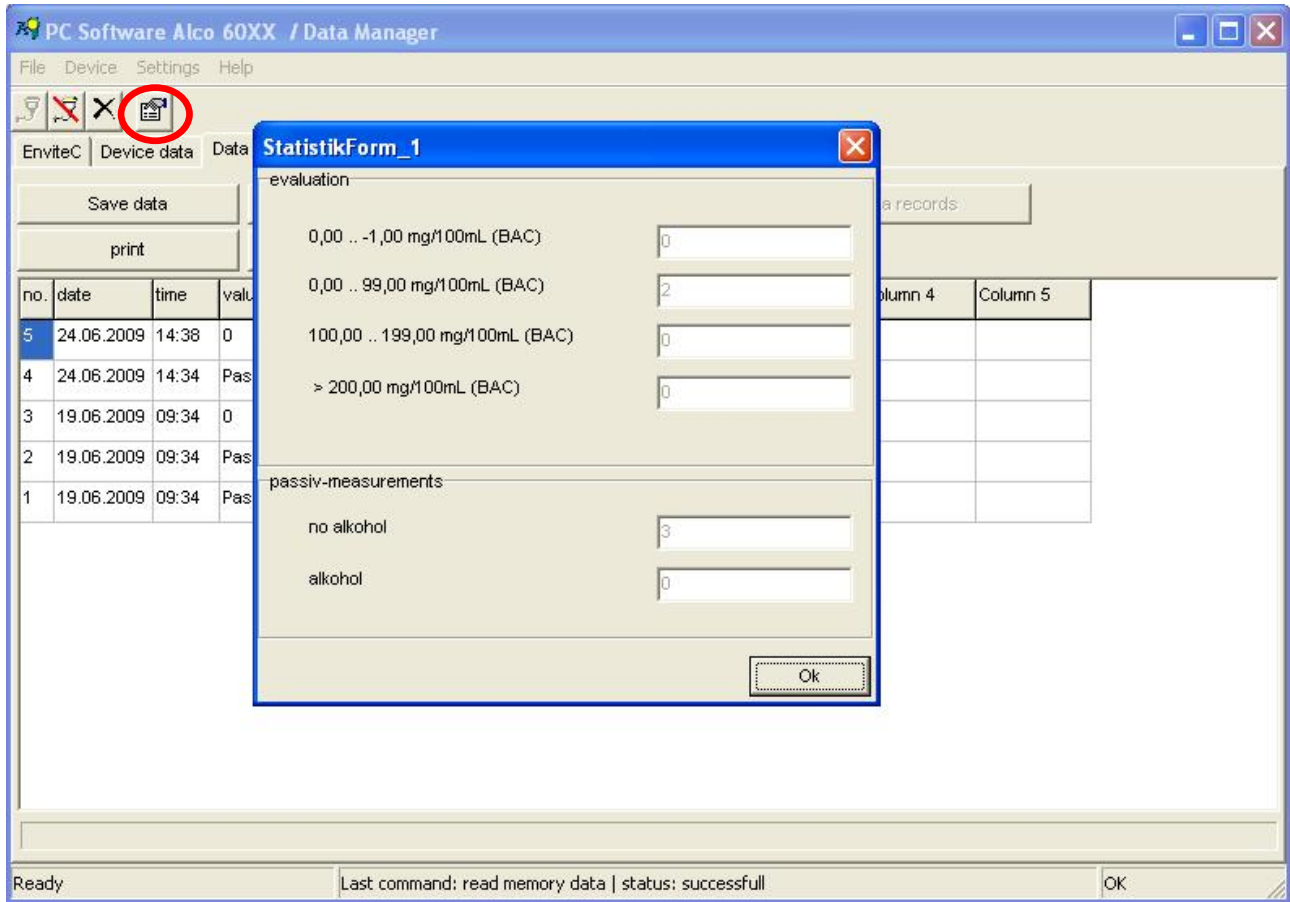 PC Software Alco 60XX / Data Manager
File Device Settings Help
EnviteC Device data Data
StatistikForm_1
evaluation
Save data
a records
print
0,00 .. -1,00 mg/100mL (BAC) 0
0,00 .. 99,00 mg/100mL (BAC) 2
100,00 .. 199,00 mg/100mL (BAC) 0
> 200,00 mg/100mL (BAC) 0
no. date time valu olumn 4 Column 5
5 24.06.2009 14:38 0
4 24.06.2009 14:34 Pas
3 19.06.2009 09:34 0
2 19.06.2009 09:34 Pas
1 19.06.2009 09:34 Pas
passiv-measurements
no alkohol 3
alkohol 0
Ok
Ready Last command: read memory data | status: successfull OK